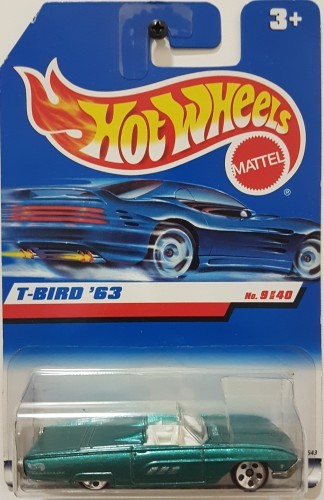 3+
HOT WHEELS
MATTEL
®
T-BIRD '63
No. 9 OF 40